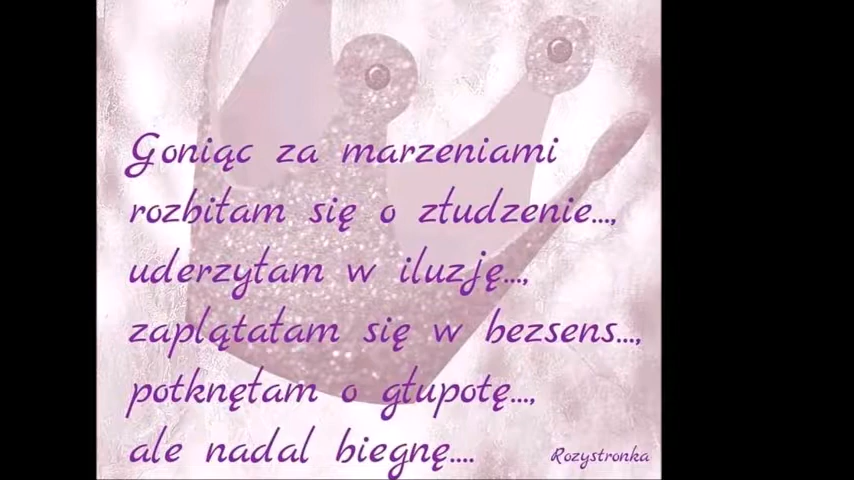 Goniąc za marzeniami
rozbiłam się o złudzenie...,
uderzyłam w iluzję...,
zaplątałam się w bezsens...,
potknęłam o głupotę...,
ale nadal biegnę....
Rozystronka